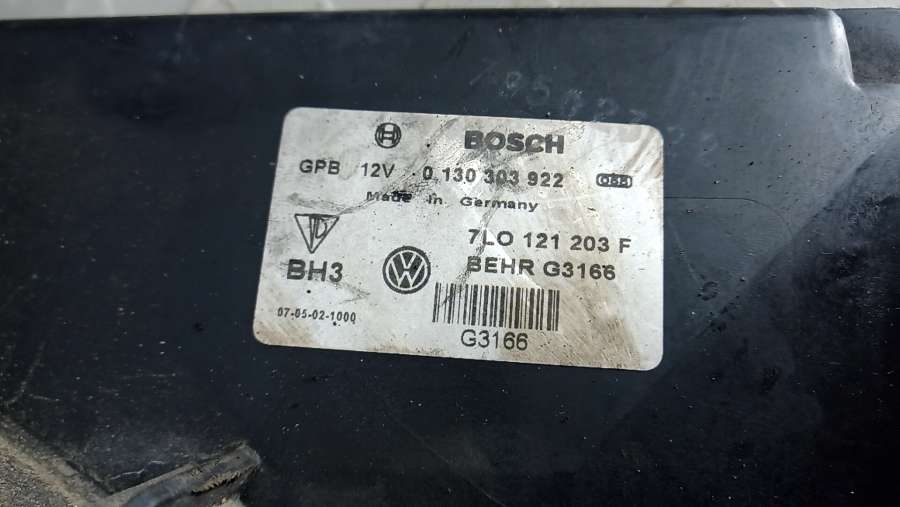 BOSCH
GPB 12V 0 130 303 922
Made in Germany
7LO 121 203 F
BH3 BEHR G3166
07-05-02-1000
G3166